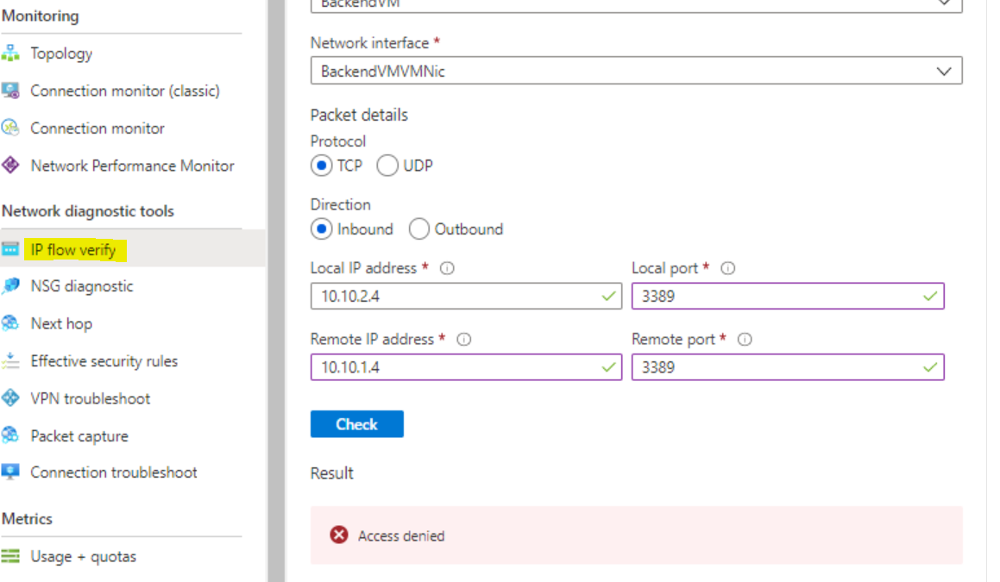 Monitoring
Topology
Connection monitor (classic)
Connection monitor
Network Performance Monitor
Network diagnostic tools
IP flow verify
NSG diagnostic
Next hop
Effective security rules
VPN troubleshoot
Packet capture
Connection troubleshoot
Metrics
Usage + quotas
BackendVM
Network interface *
BackendVMVMNic
Packet details
Protocol
TCP UDP
Direction
Inbound Outbound
Local IP address * Local port *
10.10.2.4 3389
Remote IP address * Remote port *
10.10.1.4 3389
Check
Result
Access denied